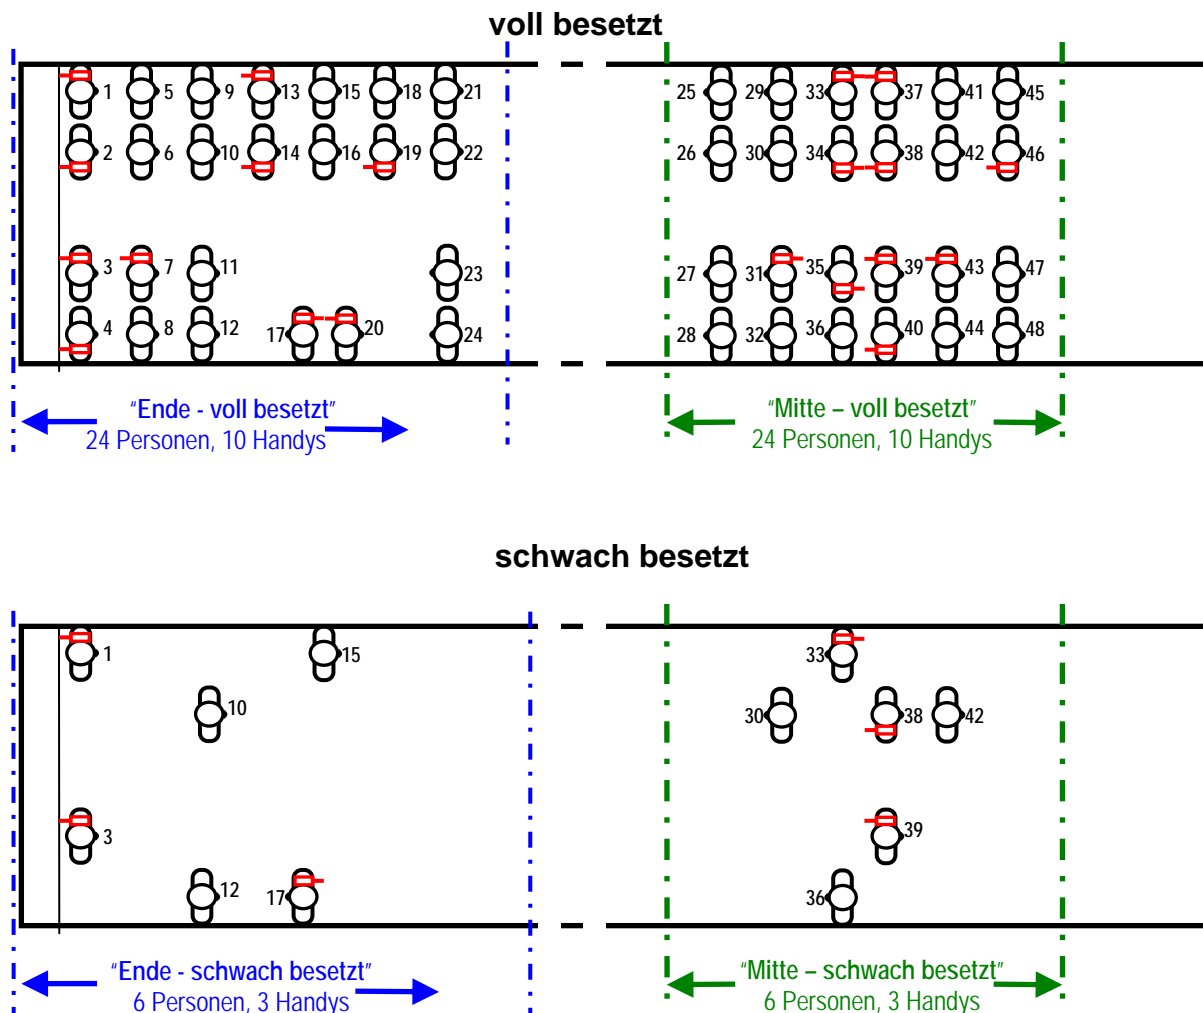 voll besetzt
1 5 9 13 15 18 21 25 29 33 37 41 45
2 6 10 14 16 19 22 26 30 34 38 42 46
3 7 11 23 27 31 35 39 43 47
4 8 12 17 20 24 28 32 36 40 44 48
"Ende - voll besetzt" "Mitte – voll besetzt"
24 Personen, 10 Handys 24 Personen, 10 Handys
schwach besetzt
1 15 33
10 30 38 42
3 39
12 17 36
"Ende - schwach besetzt" "Mitte – schwach besetzt"
6 Personen, 3 Handys 6 Personen, 3 Handys